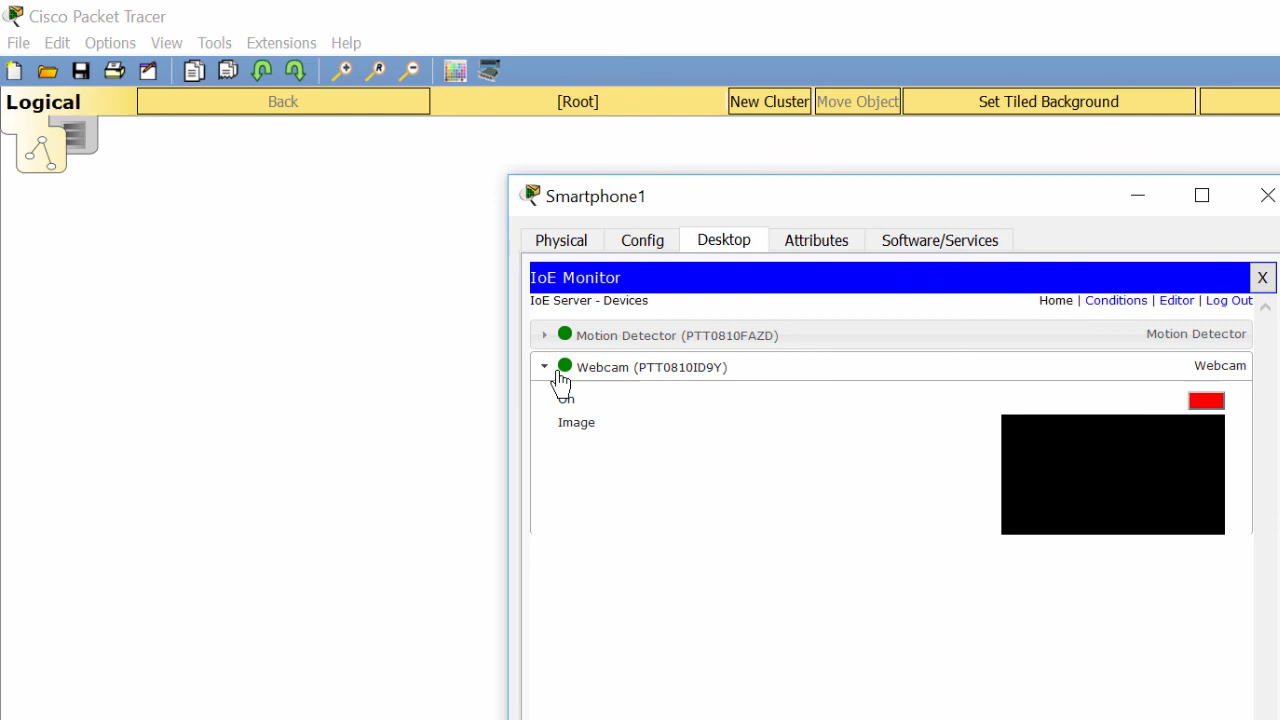 Cisco Packet Tracer
File Edit Options View Tools Extensions Help
Logical Back [Root] New Cluster Move Object Set Tiled Background
Smartphone1
Physical Config Desktop Attributes Software/Services
IoE Monitor X
IoE Server - Devices Home | Conditions | Editor | Log Out
Motion Detector (PTT0810FAZD) Motion Detector
Webcam (PTT0810ID9Y) Webcam
On
Image